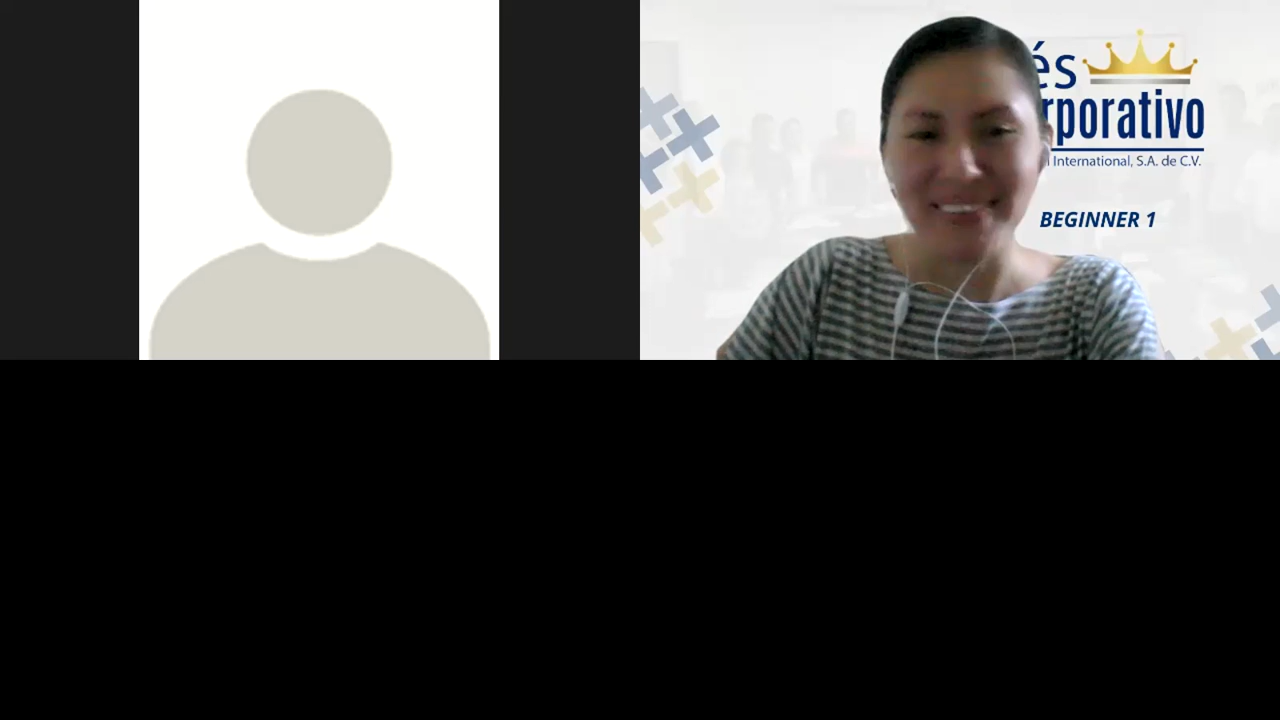 és
rporativo
l International, S.A. de C.V.
BEGINNER 1